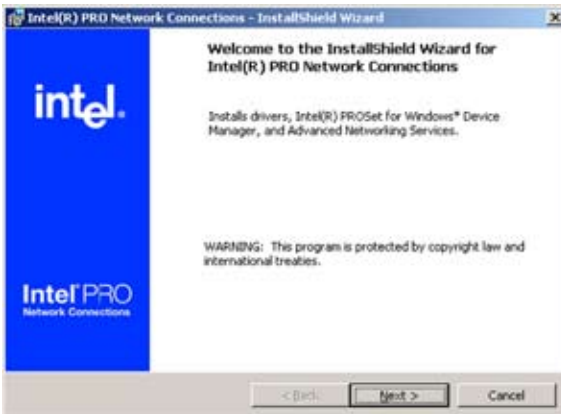 Intel(R) PRO Network Connections - InstallShield Wizard
Welcome to the InstallShield Wizard for
Intel(R) PRO Network Connections
intel.
Installs drivers, Intel(R) PROSet for Windows* Device
Manager, and Advanced Networking Services.
WARNING: This program is protected by copyright law and
international treaties.
Intel® PRO
Network Connections
< Back
Next >
Cancel